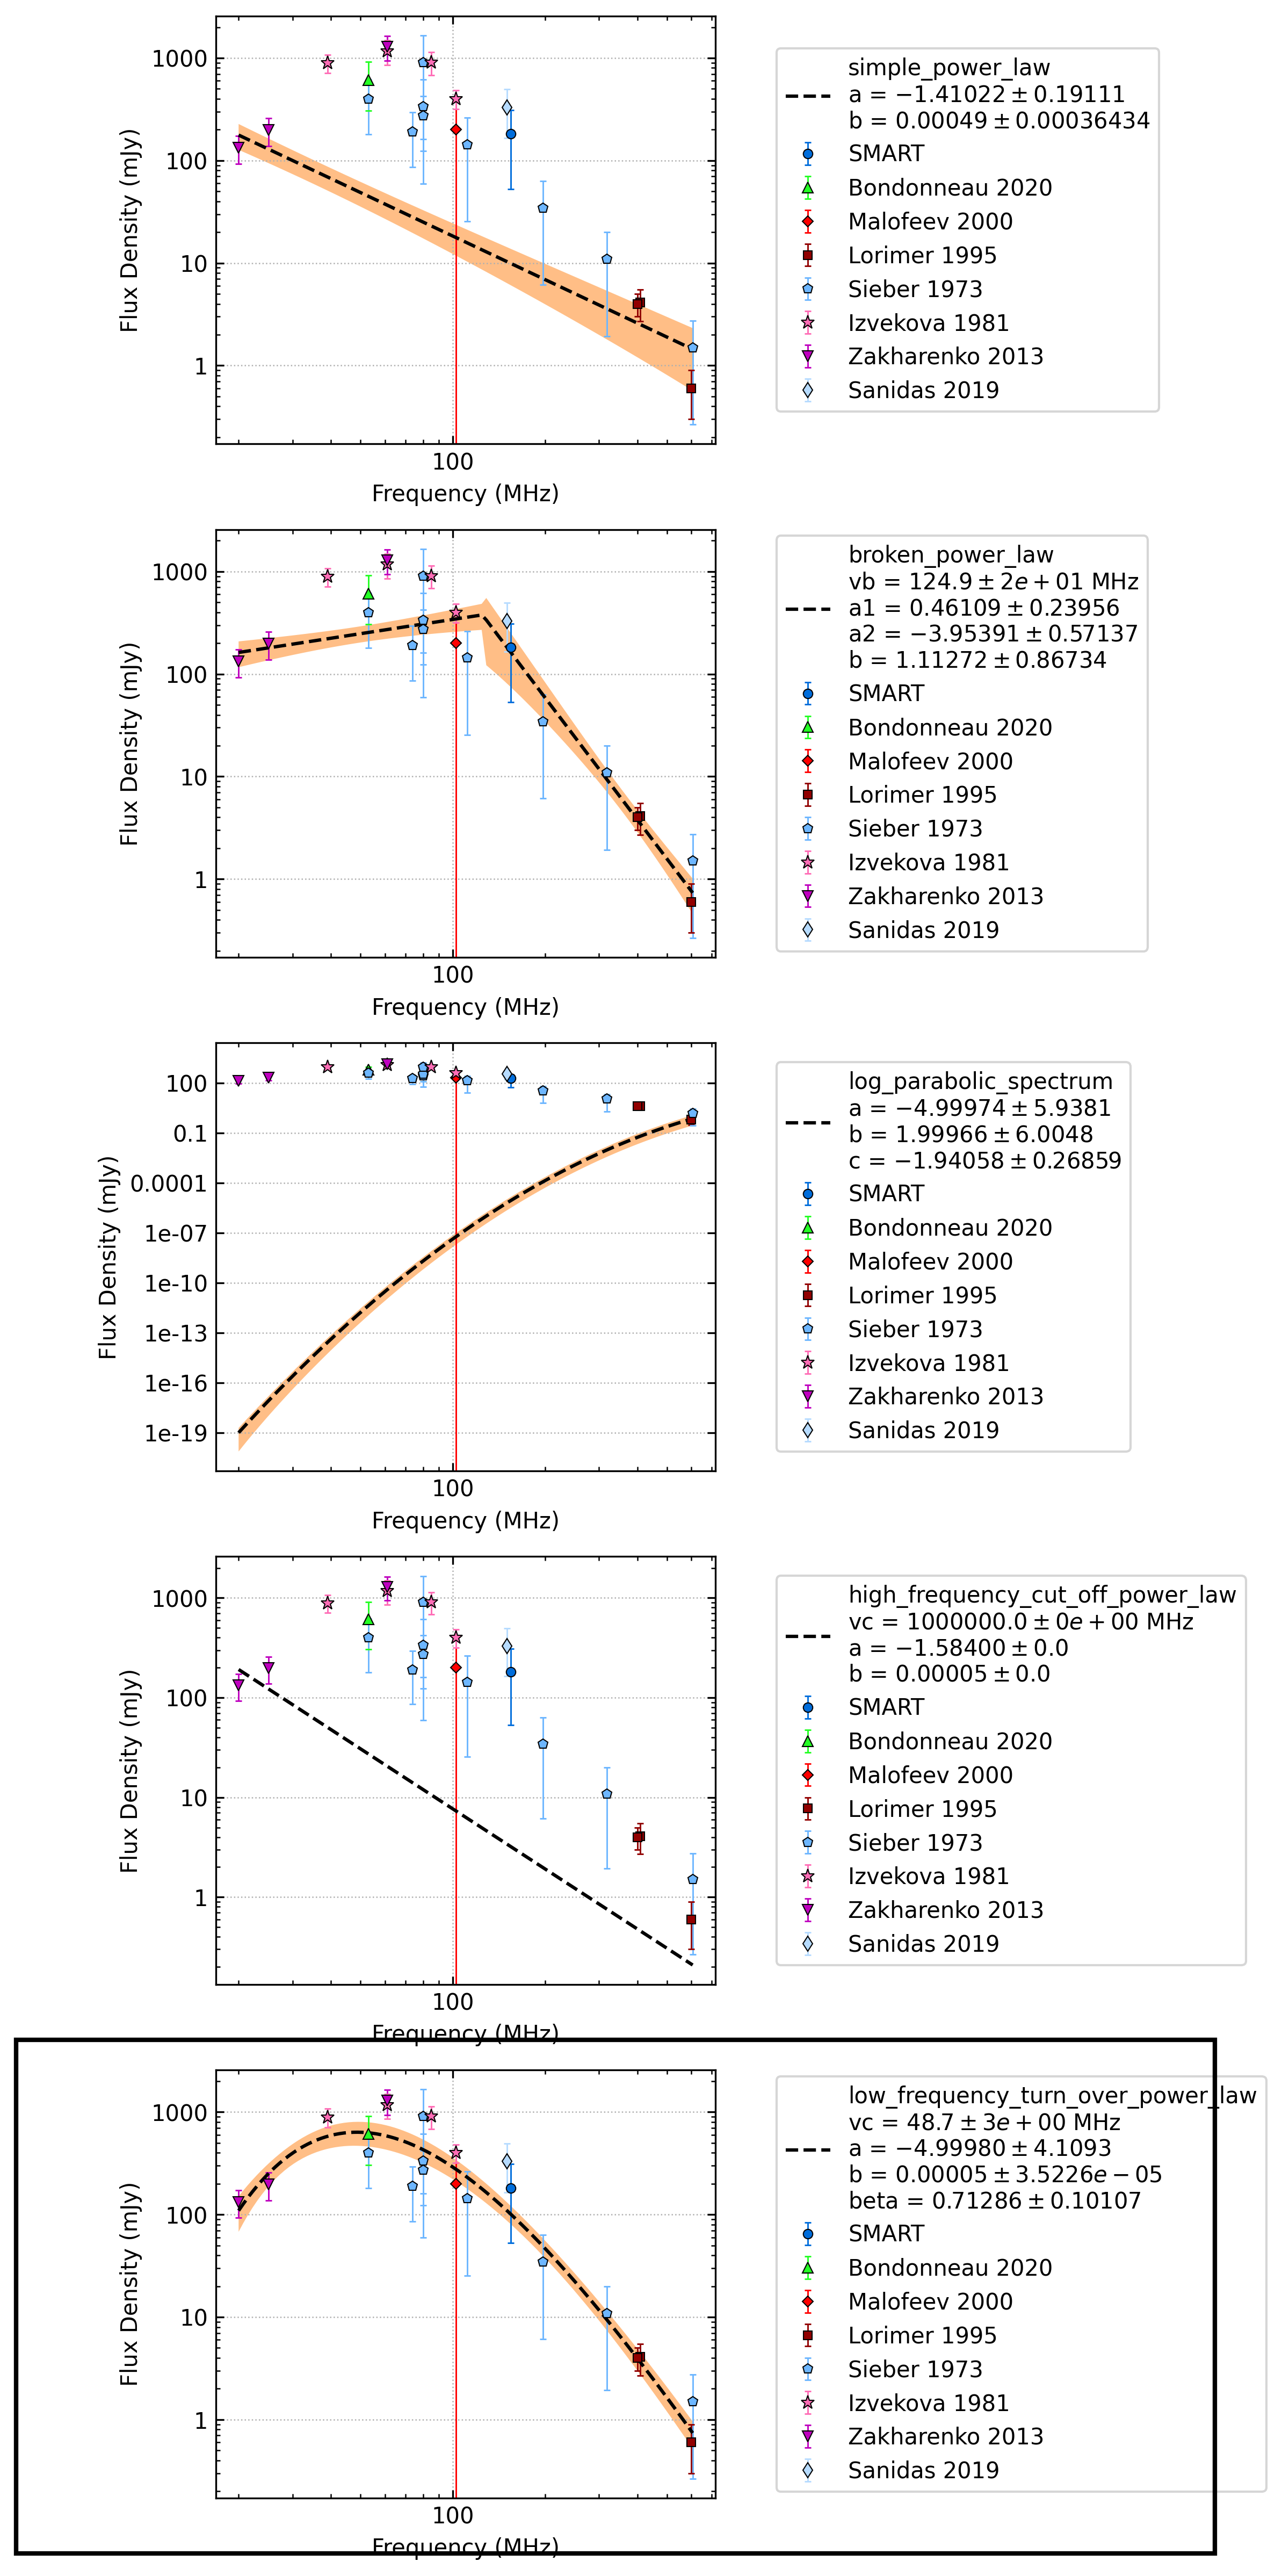 1000
100
10
1
Flux Density (mJy)
100
Frequency (MHz)
simple_power_law
a = −1.41022 ± 0.19111
b = 0.00049 ± 0.00036434
SMART
Bondonneau 2020
Malofeev 2000
Lorimer 1995
Sieber 1973
Izvekova 1981
Zakharenko 2013
Sanidas 2019
1000
100
10
1
Flux Density (mJy)
100
Frequency (MHz)
broken_power_law
vb = 124.9 ± 2e + 01 MHz
a1 = 0.46109 ± 0.23956
a2 = −3.95391 ± 0.57137
b = 1.11272 ± 0.86734
SMART
Bondonneau 2020
Malofeev 2000
Lorimer 1995
Sieber 1973
Izvekova 1981
Zakharenko 2013
Sanidas 2019
100
0.1
0.0001
1e-07
1e-10
1e-13
1e-16
1e-19
Flux Density (mJy)
100
Frequency (MHz)
log_parabolic_spectrum
a = −4.99974 ± 5.9381
b = 1.99966 ± 6.0048
c = −1.94058 ± 0.26859
SMART
Bondonneau 2020
Malofeev 2000
Lorimer 1995
Sieber 1973
Izvekova 1981
Zakharenko 2013
Sanidas 2019
1000
100
10
1
Flux Density (mJy)
100
Frequency (MHz)
high_frequency_cut_off_power_law
vc = 1000000.0 ± 0e + 00 MHz
a = −1.58400 ± 0.0
b = 0.00005 ± 0.0
SMART
Bondonneau 2020
Malofeev 2000
Lorimer 1995
Sieber 1973
Izvekova 1981
Zakharenko 2013
Sanidas 2019
1000
100
10
1
Flux Density (mJy)
100
Frequency (MHz)
low_frequency_turn_over_power_law
vc = 48.7 ± 3e + 00 MHz
a = −4.99980 ± 4.1093
b = 0.00005 ± 3.5226e − 05
beta = 0.71286 ± 0.10107
SMART
Bondonneau 2020
Malofeev 2000
Lorimer 1995
Sieber 1973
Izvekova 1981
Zakharenko 2013
Sanidas 2019